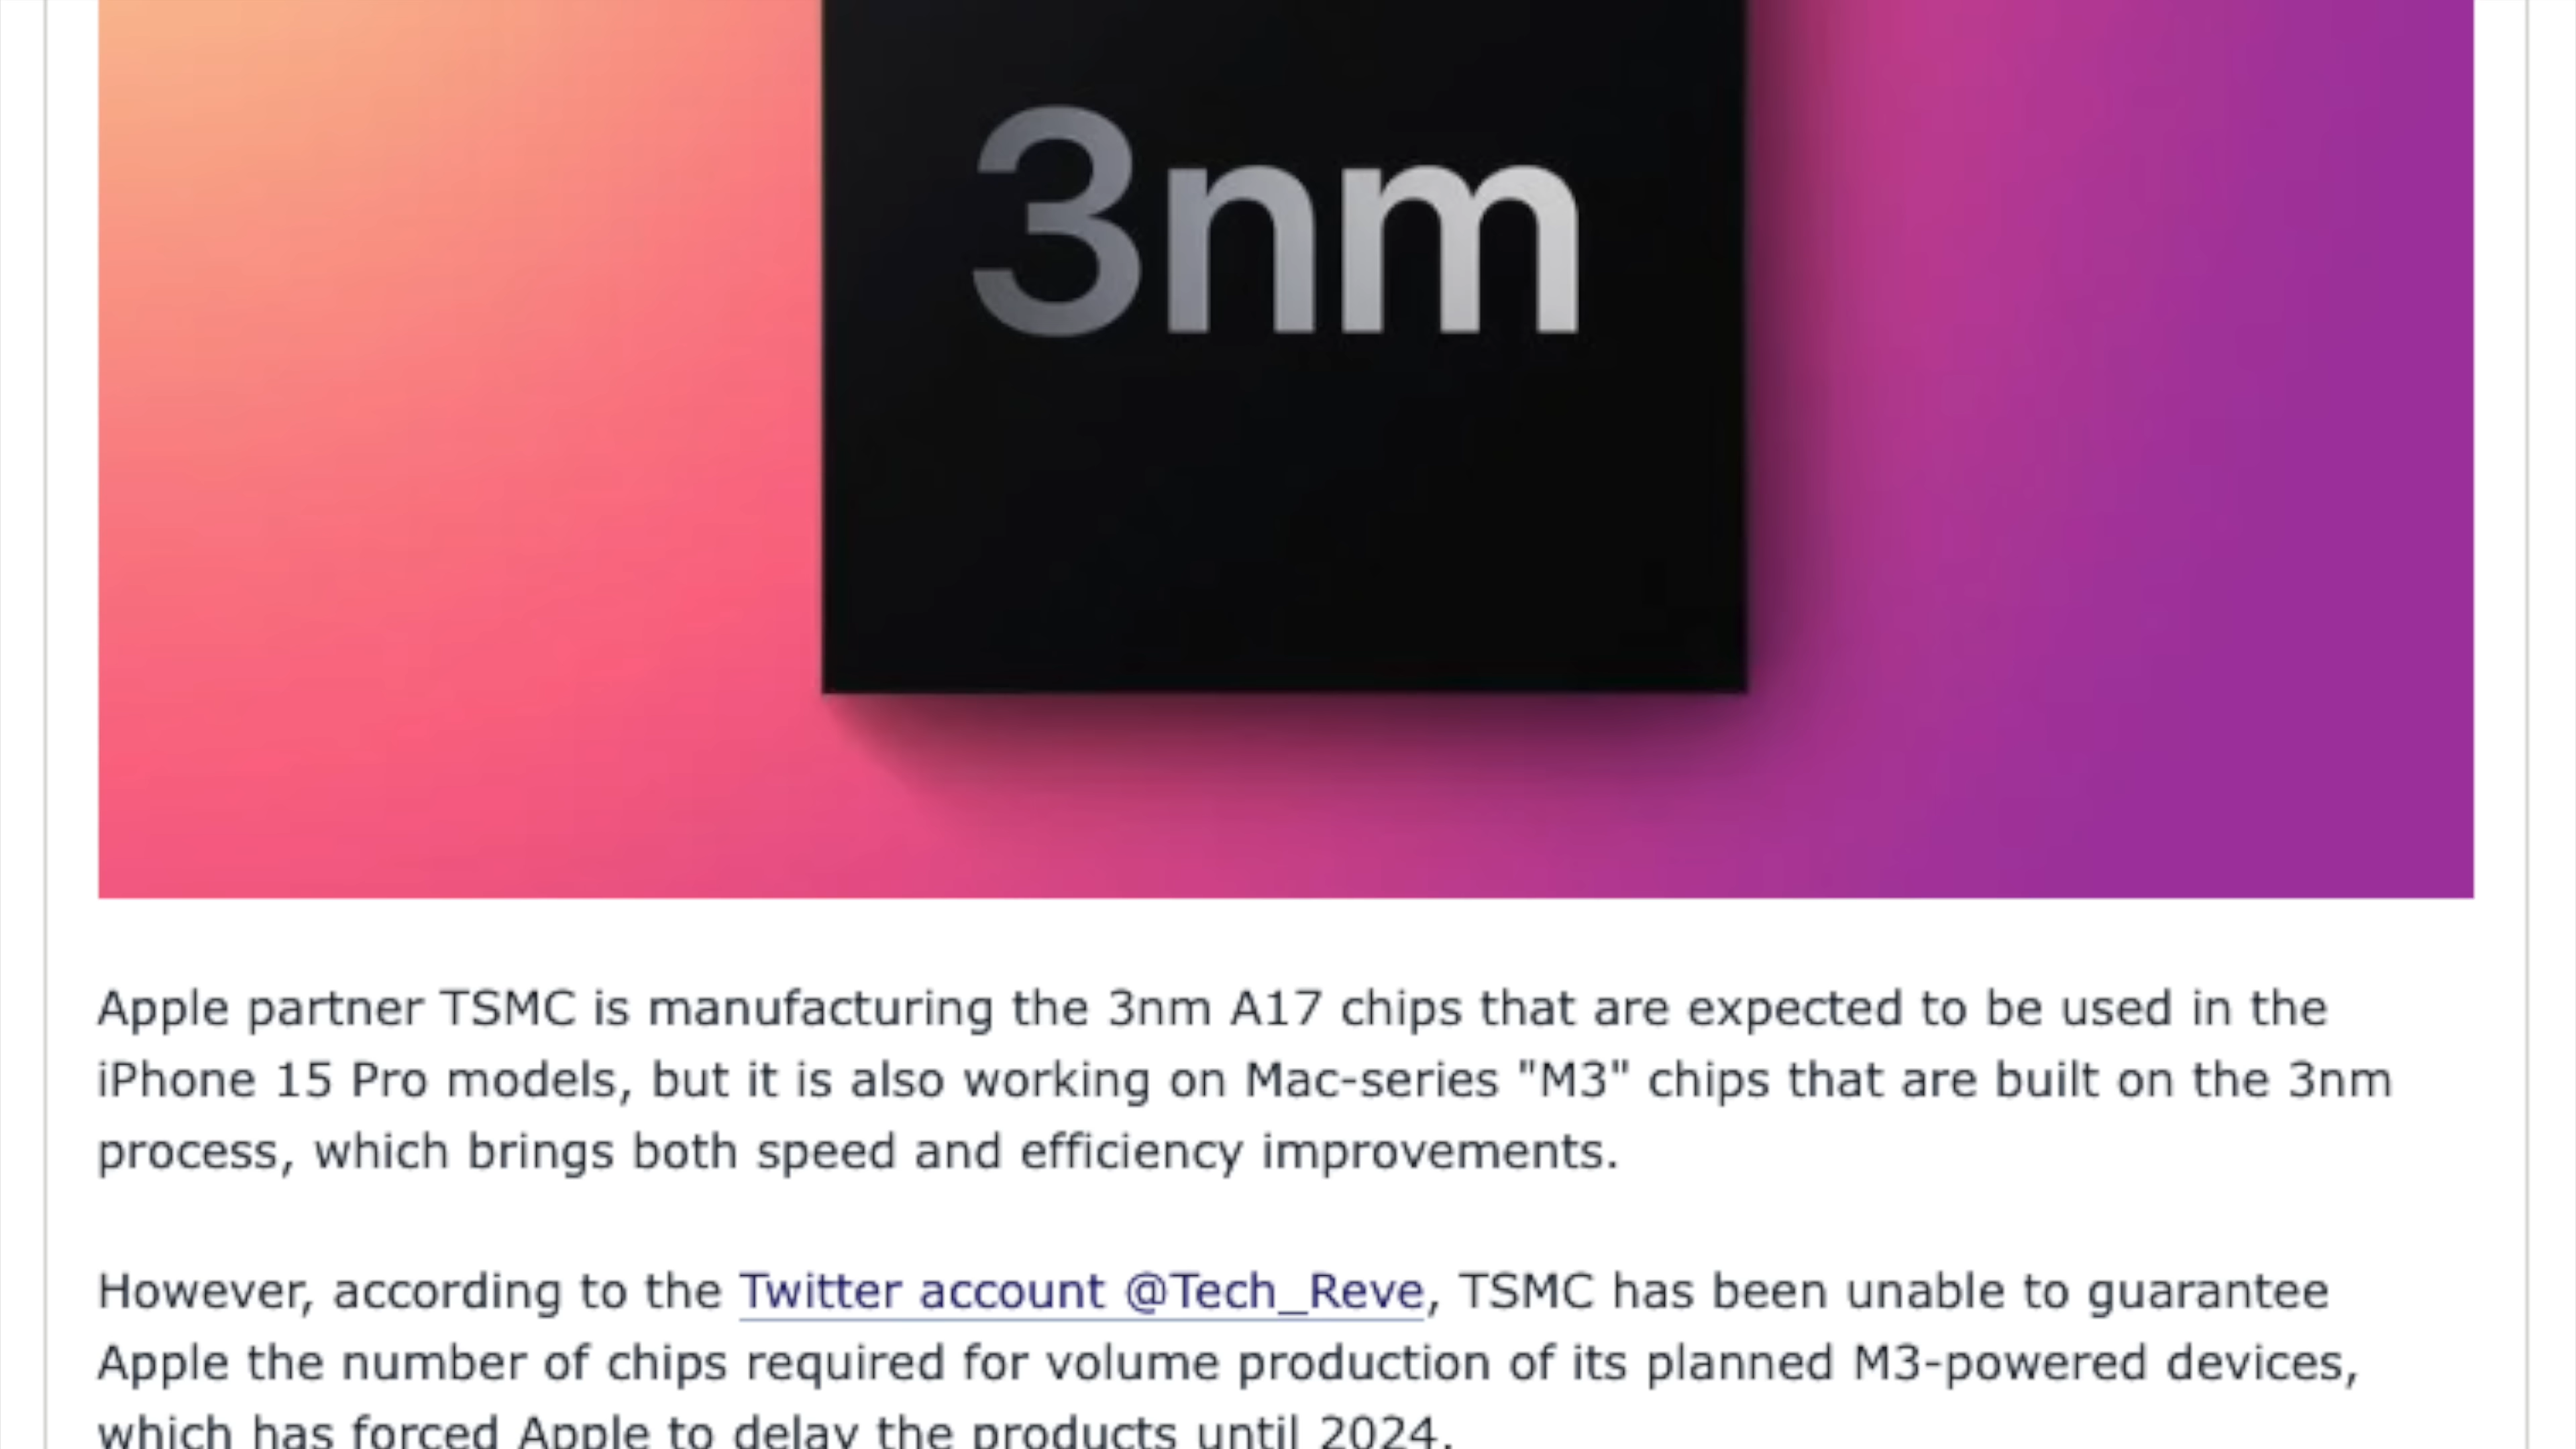 3nm
Apple partner TSMC is manufacturing the 3nm A17 chips that are expected to be used in the
iPhone 15 Pro models, but it is also working on Mac-series "M3" chips that are built on the 3nm
process, which brings both speed and efficiency improvements.
However, according to the Twitter account @Tech_Reve, TSMC has been unable to guarantee
Apple the number of chips required for volume production of its planned M3-powered devices,
which has forced Apple to delay the products until 2024.